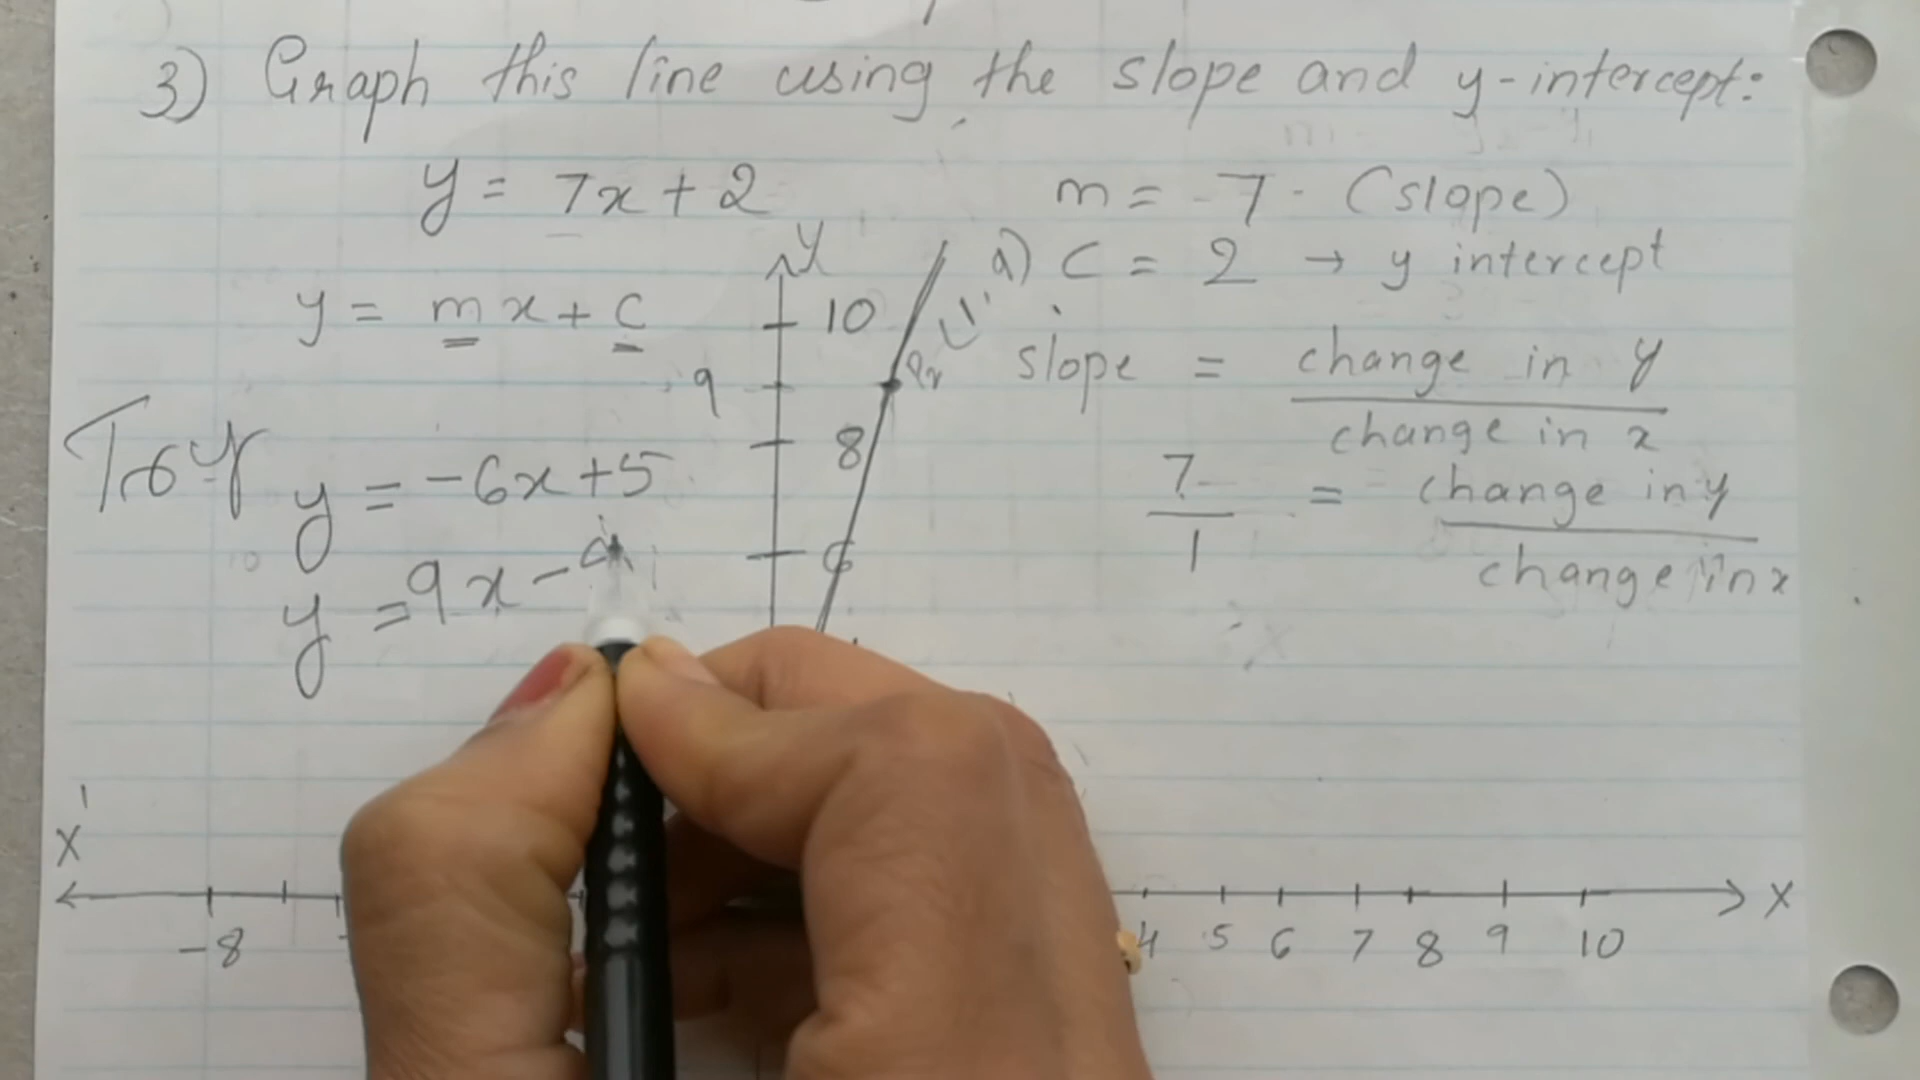 3) Graph this line using the slope and y-intercept:
y = 7x + 2
m = 7 (slope)
a) c = 2 → y intercept
y = mx + c
slope = change in y / change in x
7/1 = change in y / change in x
Try
y = -6x+5
y = 9x -
y
10
9
8
6
x'
-8
4 5 6 7 8 9 10
x